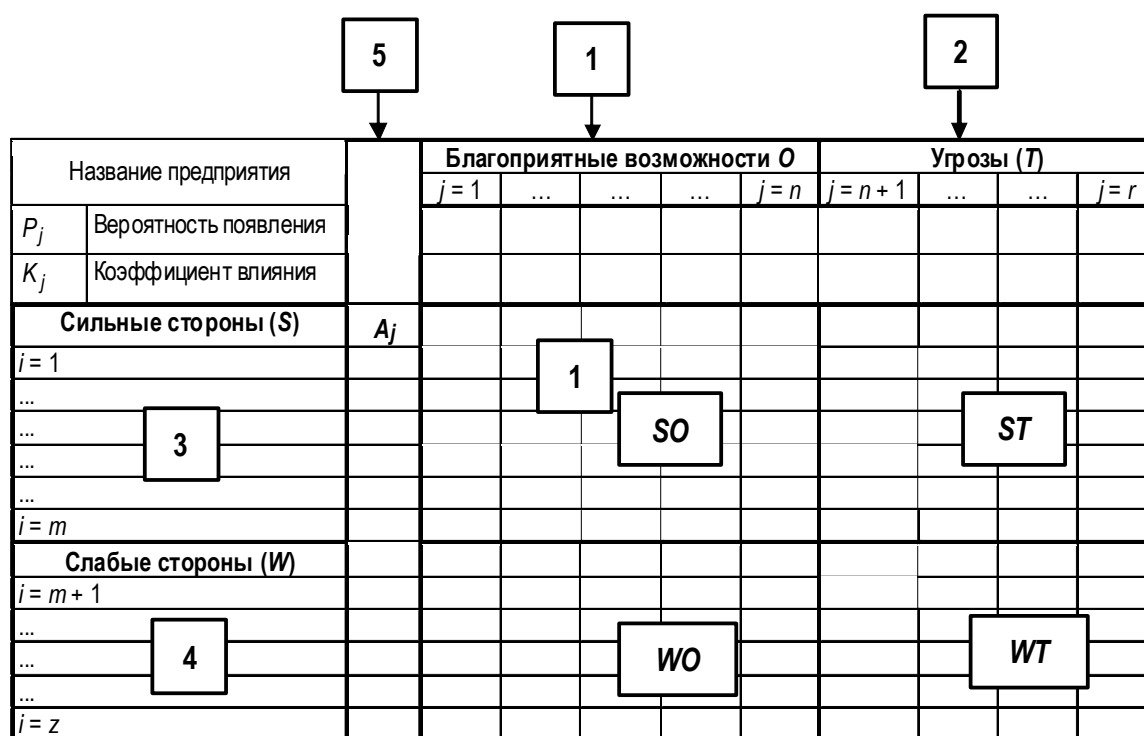 5 1 2
Название предприятия Благоприятные возможности O Угрозы (T)
j = 1 … … … j = n j = n + 1 … … j = r
Pj Вероятность появления
Kj Коэффициент влияния
Сильные стороны (S) Aj
i = 1
1
...
... 3 SO ST
...
...
i = m
Слабые стороны (W)
i = m + 1
...
... 4 WO WT
...
i = z